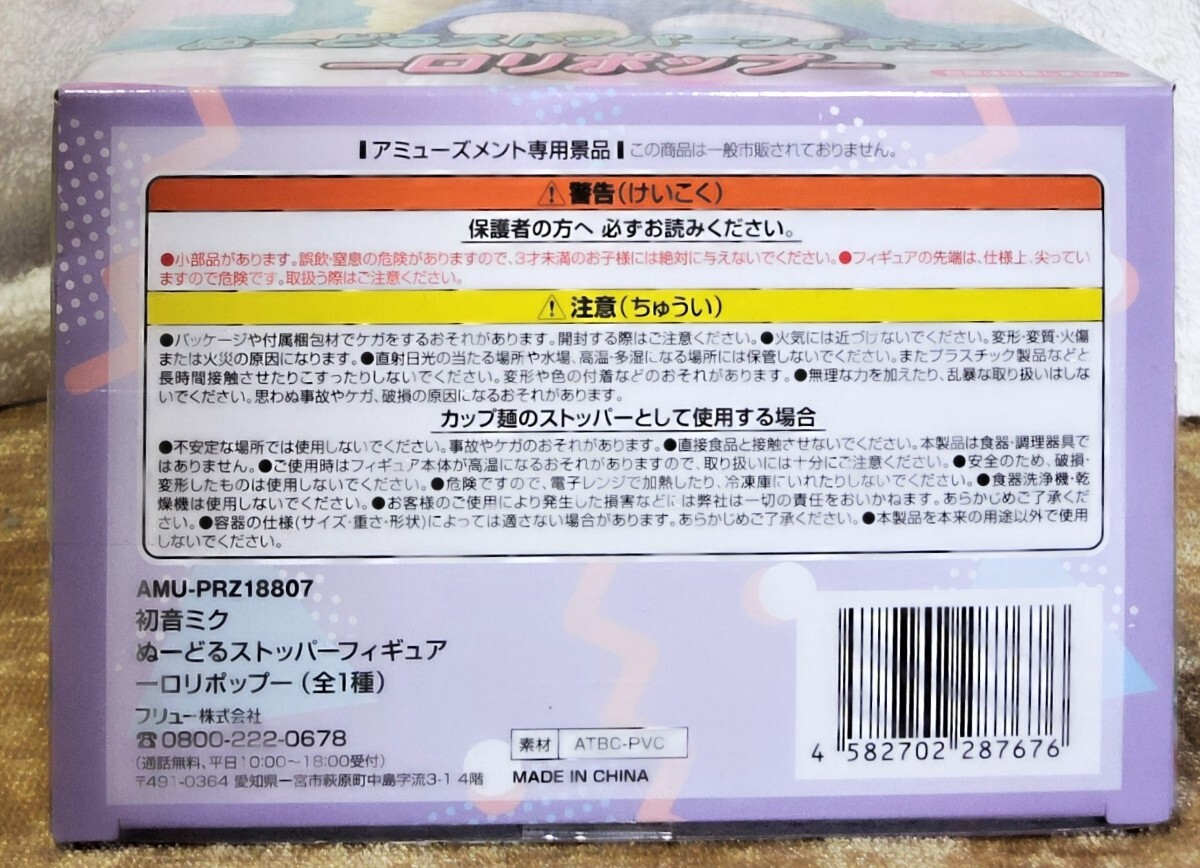 ぬーどるストッパーフィギュア
ーロリポップー
アミューズメント専用景品 この商品は一般市販されておりません。
⚠警告(けいこく)
保護者の方へ 必ずお読みください。
●小部品があります。誤飲・窒息の危険がありますので、3才未満のお子様には絶対に与えないでください。●フィギュアの先端は、仕様上、尖ってい
ますので危険です。取扱う際はご注意ください。
⚠注意(ちゅうい)
●パッケージや付属梱包材でケガをするおそれがあります。開封する際はご注意ください。●火気には近づけないでください。変形・変質・火傷
または火災の原因になります。●直射日光の当たる場所や水場、高温・多湿になる場所には保管しないでください。またプラスチック製品などと
長時間接触させたりこすったりしないでください。変形や色の付着などのおそれがあります。●無理な力を加えたり、乱暴な取り扱いはしな
いでください。思わぬ事故やケガ、破損の原因になるおそれがあります。
カップ麺のストッパーとして使用する場合
●不安定な場所では使用しないでください。事故やケガのおそれがあります。●直接食品と接触させないでください。本製品は食器・調理器具で
はありません。●ご使用時はフィギュア本体が高温になるおそれがありますので、取り扱いには十分にご注意ください。●安全のため、破損・
変形したものは使用しないでください。●危険ですので、電子レンジで加熱したり、冷凍庫にいれたりしないでください。●食器洗浄機・乾
燥機は使用しないでください。●お客様のご使用により発生した損害などには弊社は一切の責任をおいかねます。あらかじめご了承くださ
い。●容器の仕様(サイズ・重さ・形状)によっては適さない場合があります。あらかじめご了承ください。●本製品を本来の用途以外で使用
しないでください。
AMU-PRZ18807
初音ミク
ぬーどるストッパーフィギュア
ーロリポップー(全1種)
フリュー株式会社
☎0800-222-0678
(通話無料、平日10:00〜18:00受付)
〒491-0364 愛知県一宮市萩原町中島字流3-1 4階
素材 ATBC-PVC
MADE IN CHINA
4 582702 287676